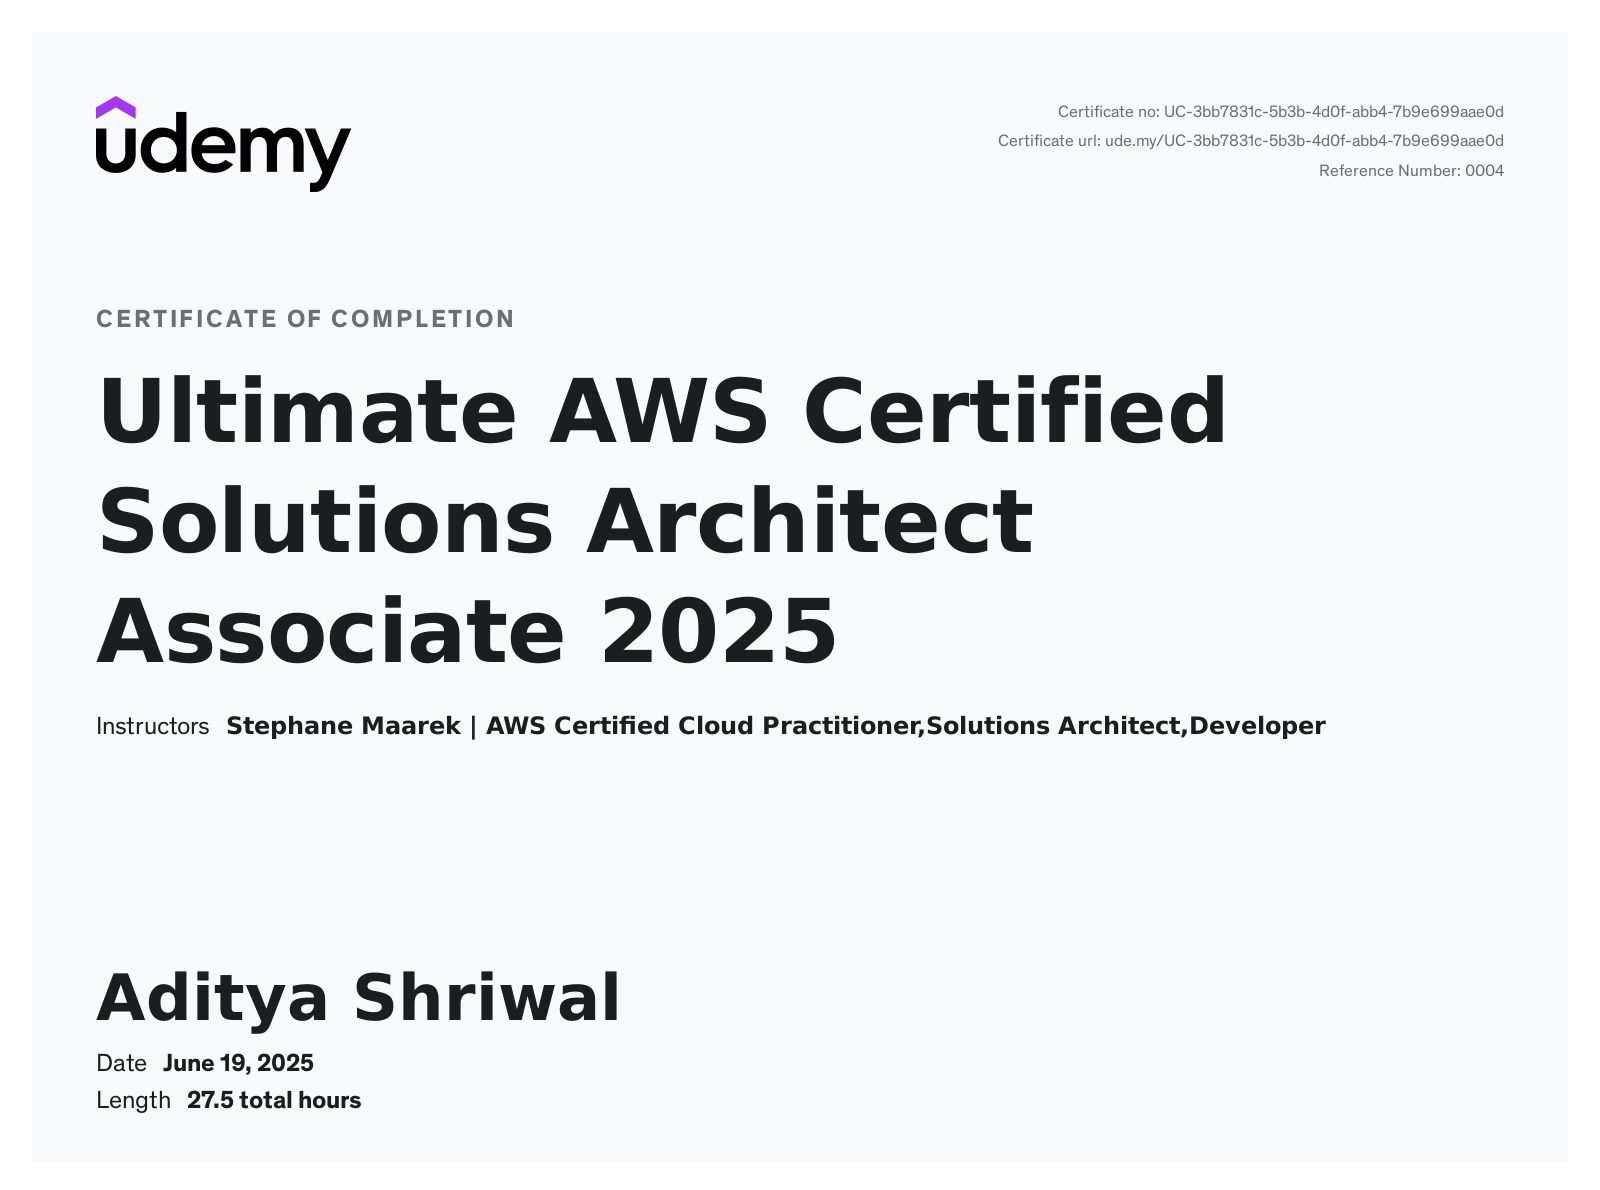 udemy
Certificate no: UC-3bb7831c-5b3b-4d0f-abb4-7b9e699aae0d
Certificate url: ude.my/UC-3bb7831c-5b3b-4d0f-abb4-7b9e699aae0d
Reference Number: 0004
CERTIFICATE OF COMPLETION
Ultimate AWS Certified
Solutions Architect
Associate 2025
Instructors Stephane Maarek | AWS Certified Cloud Practitioner,Solutions Architect,Developer
Aditya Shriwal
Date June 19, 2025
Length 27.5 total hours